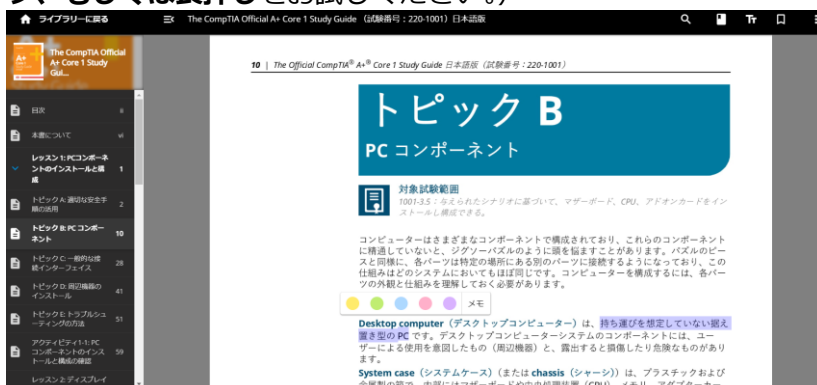 ライブラリーに戻る
The CompTIA Official A+ Core 1 Study Guide（試験番号：220-1001）日本語版
Tт
The CompTIA Official
A+ Core 1 Study
Gui...
目次 ii
本書について vi
レッスン 1: PCコンポーネ
ントのインストールと構 1
成
トピック A: 適切な安全手
順の活用 2
トピック B: PC コンポー
ネント 10
トピック C: 一般的な接
続インターフェイス 28
トピック D: 周辺機器の
インストール 41
トピック E: トラブルシュ
ーティングの方法 51
アクティビティ1-1: PC
コンポーネントのインス 59
トールと構成の確認
レッスン 2: ディスプレイ
10 | The Official CompTIA® A+® Core 1 Study Guide 日本語版（試験番号：220-1001）
トピック B
PC コンポーネント
対象試験範囲
1001-3.5：与えられたシナリオに基づいて、マザーボード、CPU、アドオンカードをイン
ストールし構成できる。
コンピューターはさまざまなコンポーネントで構成されており、これらのコンポーネント
に精通していないと、ジグソーパズルのように頭を悩ますことがあります。パズルのピー
スと同様に、各パーツは特定の場所にある別のパーツに接続するようになっており、この
仕組みはどのシステムにおいてもほぼ同じです。コンピューターを構成するには、各パー
ツの外観と仕組みを理解しておく必要があります。
メモ
Desktop computer（デスクトップコンピューター）は、持ち運びを想定していない据え
置き型の PC です。デスクトップコンピューターシステムのコンポーネントには、ユー
ザーによる使用を意図したもの（周辺機器）と、露出すると損傷したり危険なものがあり
ます。
System case（システムケース）（または chassis（シャーシ））は、プラスチックおよび